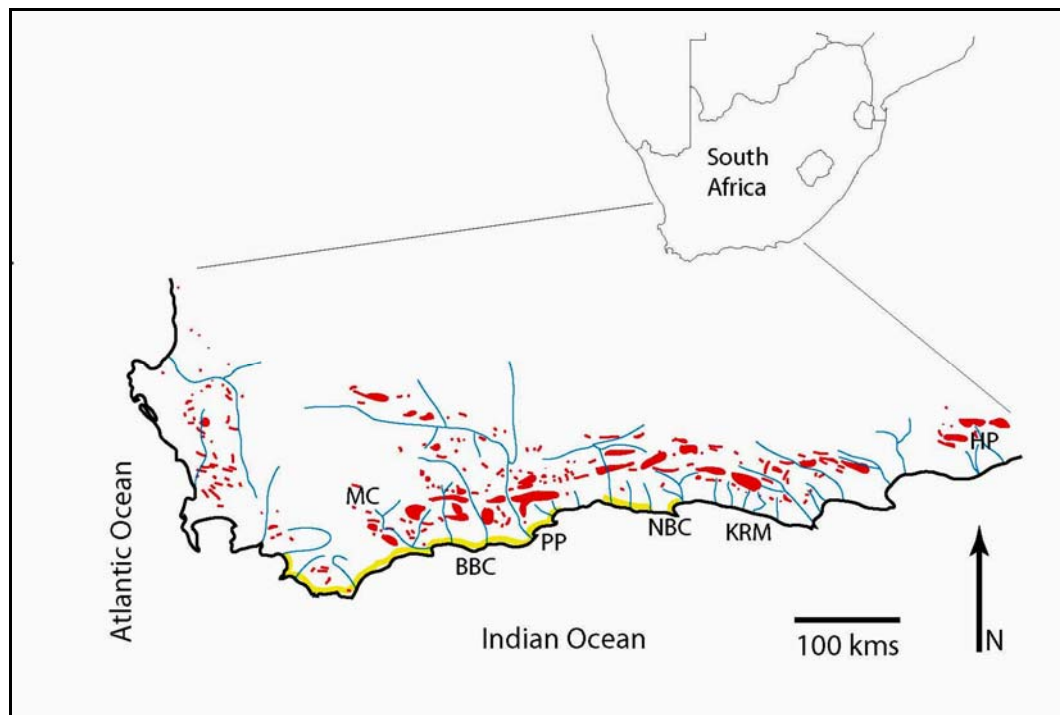 South
Africa
HP
MC
NBC
KRM
PP
BBC
Atlantic Ocean
Indian Ocean
100 kms
N